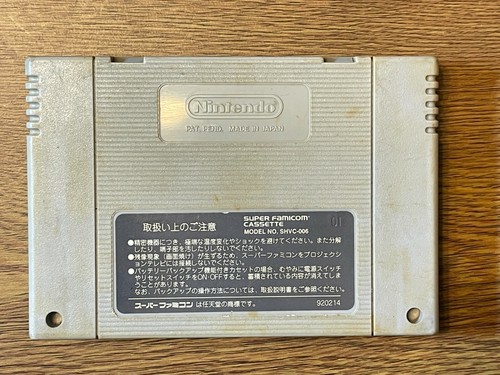 Nintendo
PAT. PEND. MADE IN JAPAN
取扱い上のご注意
SUPER FAMICOM
CASSETTE
MODEL NO. SHVC-006
01
●精密機器につき、極端な温度変化やショックを避けてください。また分解
したり、端子部を汚したりしないでください。
●残像現象(画面焼け)が生ずるため、スーパーファミコンをプロジェクショ
ンテレビには接続しないでください。
●バッテリーバックアップ機能付きカセットの場合、むやみに電源スイッチ
やリセットスイッチをON・OFFすると、蓄積されている内容が消えてしま
うことがあります。
なお、バックアップの操作方法については、取扱説明書をご参照ください。
スーパーファミコン は任天堂の商標です。
920214